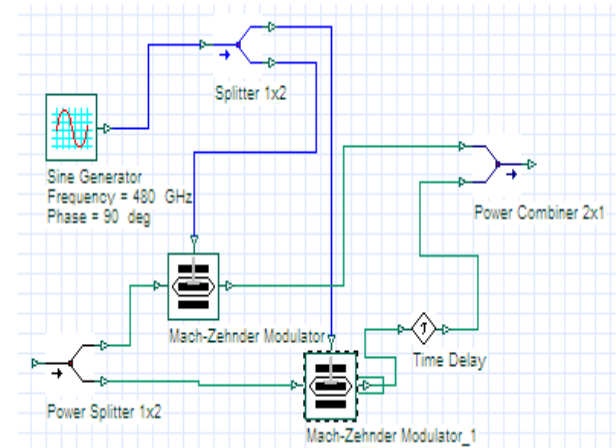 Splitter 1x2
Sine Generator
Frequency = 480 GHz
Phase = 90 deg
Power Combiner 2x1
Mach-Zehnder Modulator
Time Delay
Power Splitter 1x2
Mach-Zehnder Modulator_1